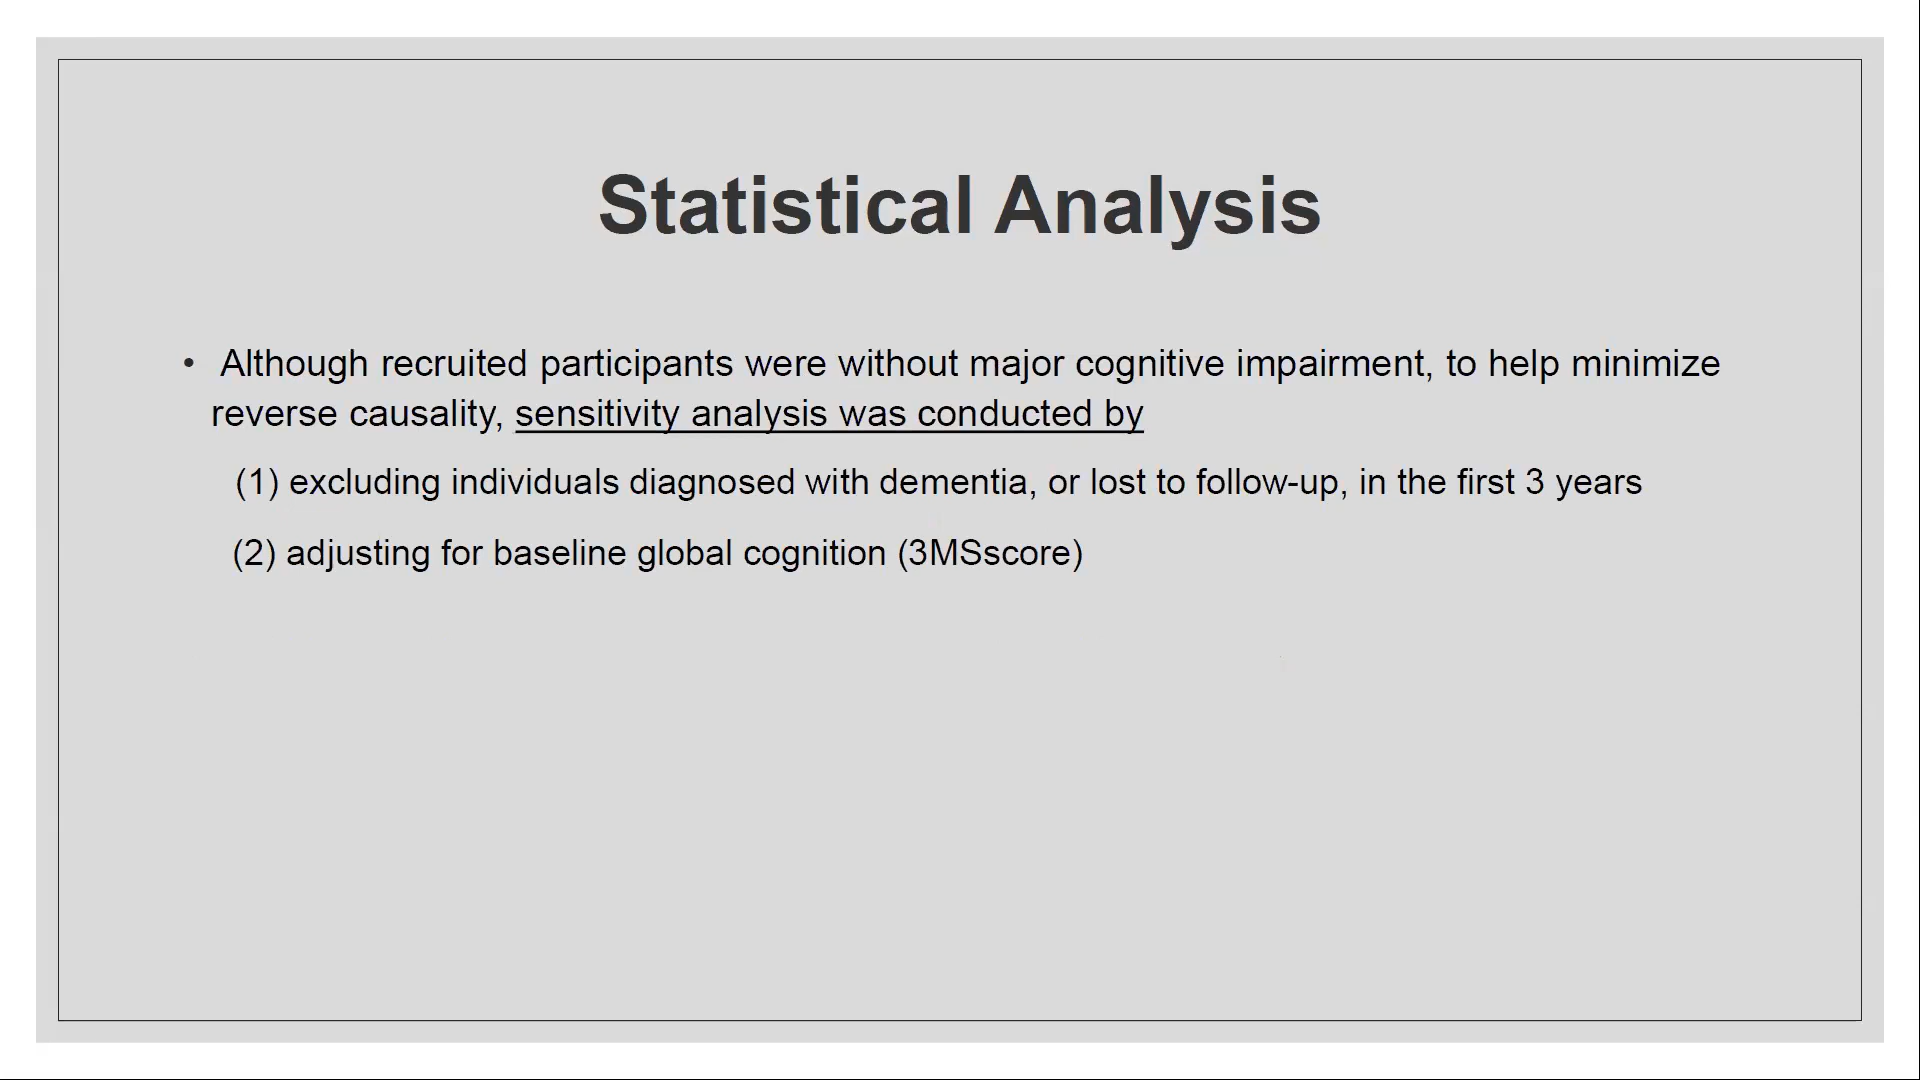 Statistical Analysis
• Although recruited participants were without major cognitive impairment, to help minimize
reverse causality, sensitivity analysis was conducted by
(1) excluding individuals diagnosed with dementia, or lost to follow-up, in the first 3 years
(2) adjusting for baseline global cognition (3MSscore)